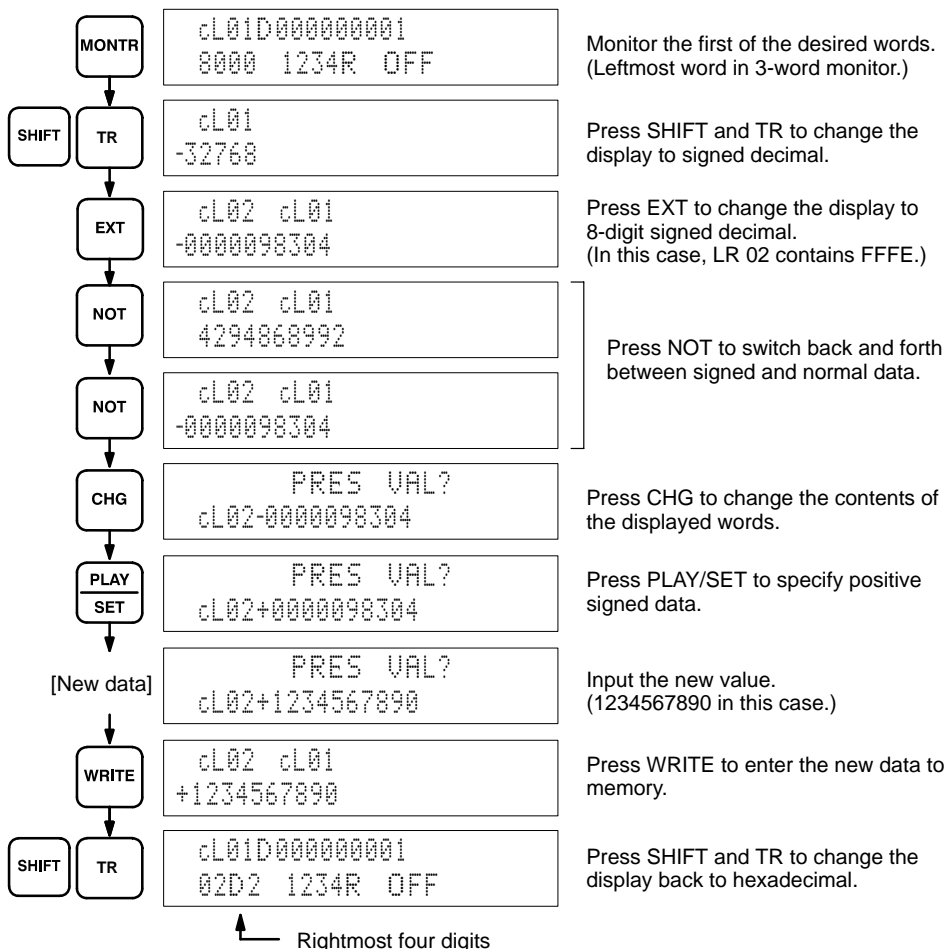 MONTR
cL01D000000001
8000 1234R OFF
Monitor the first of the desired words.
(Leftmost word in 3-word monitor.)
SHIFT TR
cL01
-32768
Press SHIFT and TR to change the
display to signed decimal.
EXT
cL02 cL01
-0000098304
Press EXT to change the display to
8-digit signed decimal.
(In this case, LR 02 contains FFFE.)
NOT
cL02 cL01
4294868992
Press NOT to switch back and forth
between signed and normal data.
NOT
cL02 cL01
-0000098304
CHG
PRES VAL?
cL02-0000098304
Press CHG to change the contents of
the displayed words.
PLAY
SET
PRES VAL?
cL02+0000098304
Press PLAY/SET to specify positive
signed data.
[New data]
PRES VAL?
cL02+1234567890
Input the new value.
(1234567890 in this case.)
WRITE
cL02 cL01
+1234567890
Press WRITE to enter the new data to
memory.
SHIFT TR
cL01D000000001
02D2 1234R OFF
Press SHIFT and TR to change the
display back to hexadecimal.
Rightmost four digits